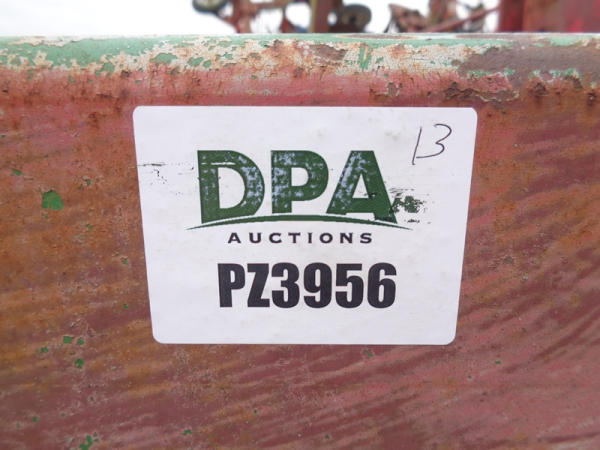 13
DPA
AUCTIONS
PZ3956